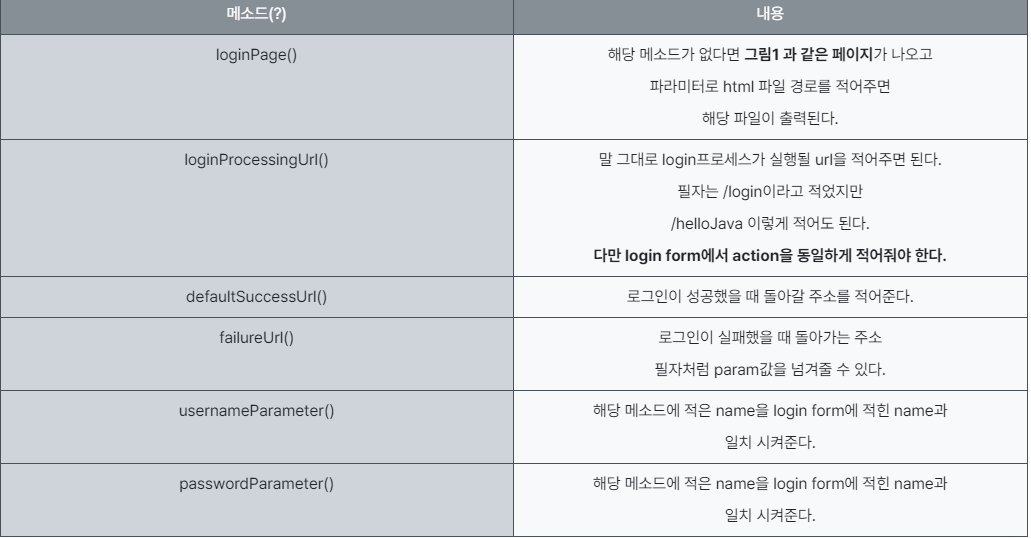 메소드(?)
내용
loginPage()
해당 메소드가 없다면 그림1 과 같은 페이지가 나오고
파라미터로 html 파일 경로를 적어주면
해당 파일이 출력된다.
loginProcessingUrl()
말 그대로 login프로세스가 실행될 url을 적어주면 된다.
필자는 /login이라고 적었지만
/helloJava 이렇게 적어도 된다.
다만 login form에서 action을 동일하게 적어줘야 한다.
defaultSuccessUrl()
로그인이 성공했을 때 돌아갈 주소를 적어준다.
failureUrl()
로그인이 실패했을 때 돌아가는 주소
필자처럼 param값을 넘겨줄 수 있다.
usernameParameter()
해당 메소드에 적은 name을 login form에 적힌 name과
일치 시켜준다.
passwordParameter()
해당 메소드에 적은 name을 login form에 적힌 name과
일치 시켜준다.